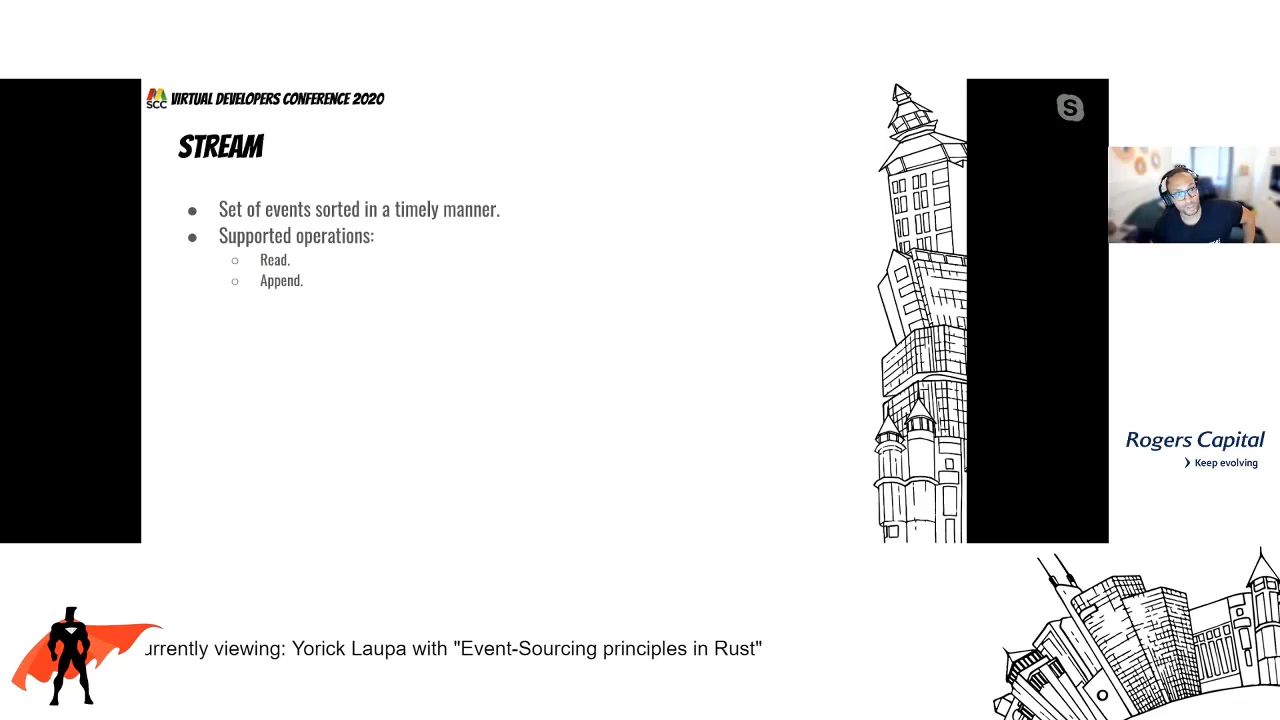 SCC VIRTUAL DEVELOPERS CONFERENCE 2020
STREAM
● Set of events sorted in a timely manner.
● Supported operations:
○ Read.
○ Append.
S
Rogers Capital
Keep evolving
urrently viewing: Yorick Laupa with "Event-Sourcing principles in Rust"